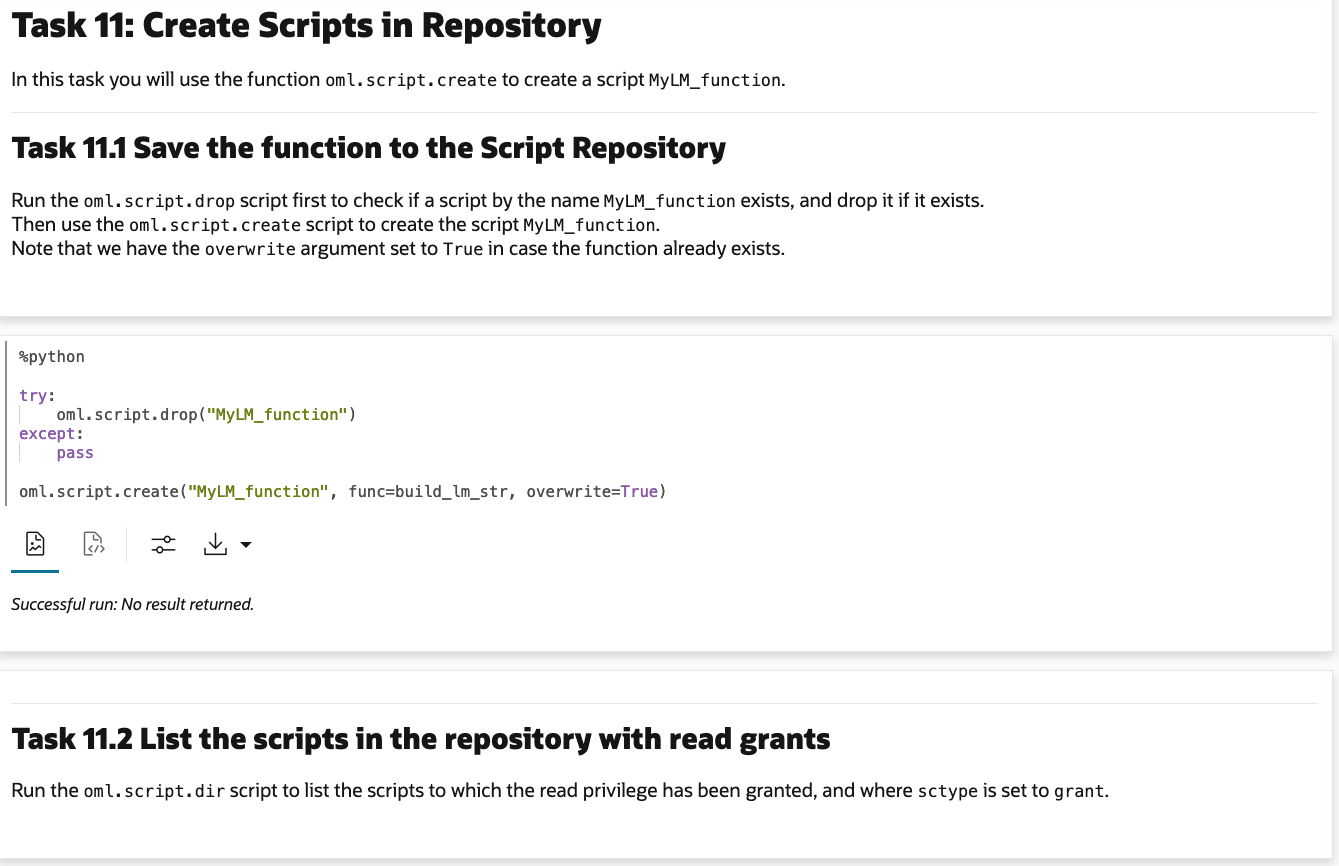 Task 11: Create Scripts in Repository
In this task you will use the function oml.script.create to create a script MyLM_function.
Task 11.1 Save the function to the Script Repository
Run the oml.script.drop script first to check if a script by the name MyLM_function exists, and drop it if it exists.
Then use the oml.script.create script to create the script MyLM_function.
Note that we have the overwrite argument set to True in case the function already exists.
%python
try:
    oml.script.drop("MyLM_function")
except:
    pass
oml.script.create("MyLM_function", func=build_lm_str, overwrite=True)
Successful run: No result returned.
Task 11.2 List the scripts in the repository with read grants
Run the oml.script.dir script to list the scripts to which the read privilege has been granted, and where sctype is set to grant.